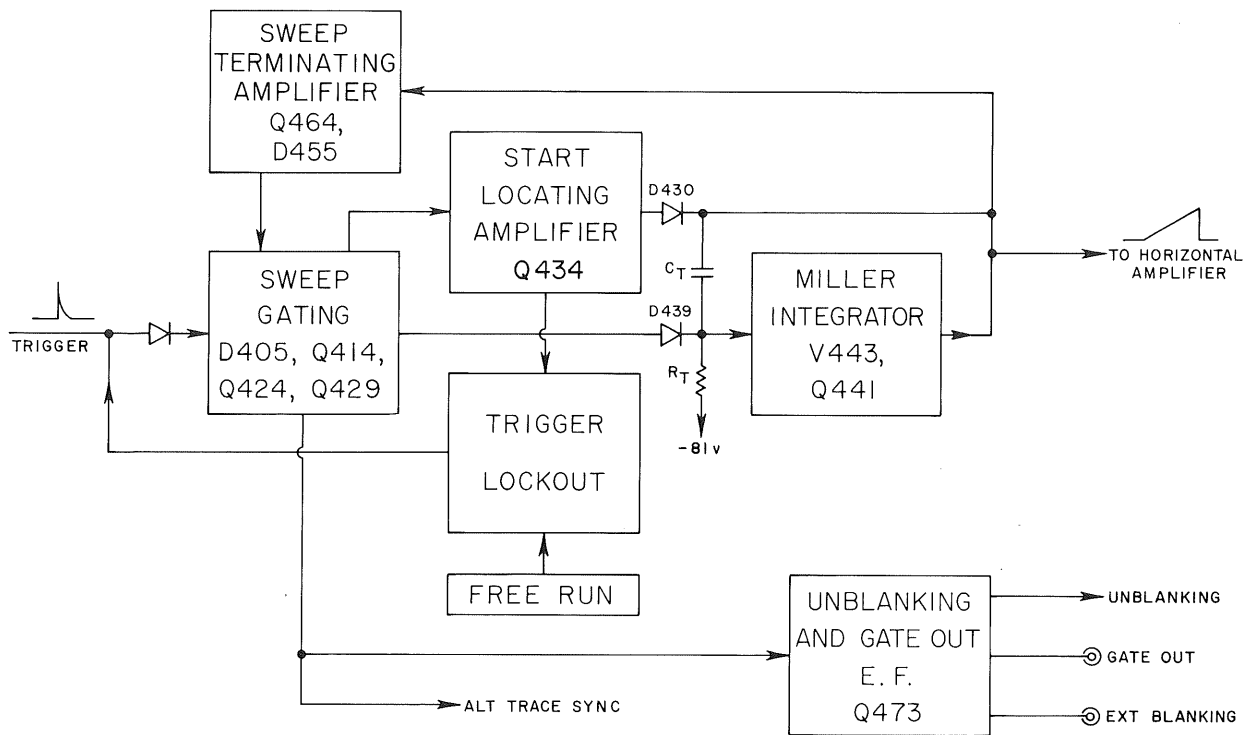 SWEEP
TERMINATING
AMPLIFIER
Q464,
D455
START
LOCATING
AMPLIFIER
Q434
D430
CT
TO HORIZONTAL
AMPLIFIER
TRIGGER
SWEEP
GATING
D405, Q414,
Q424, Q429
D439
RT
-81v
MILLER
INTEGRATOR
V443,
Q441
TRIGGER
LOCKOUT
FREE RUN
UNBLANKING
AND GATE OUT
E. F.
Q473
UNBLANKING
GATE OUT
EXT BLANKING
ALT TRACE SYNC